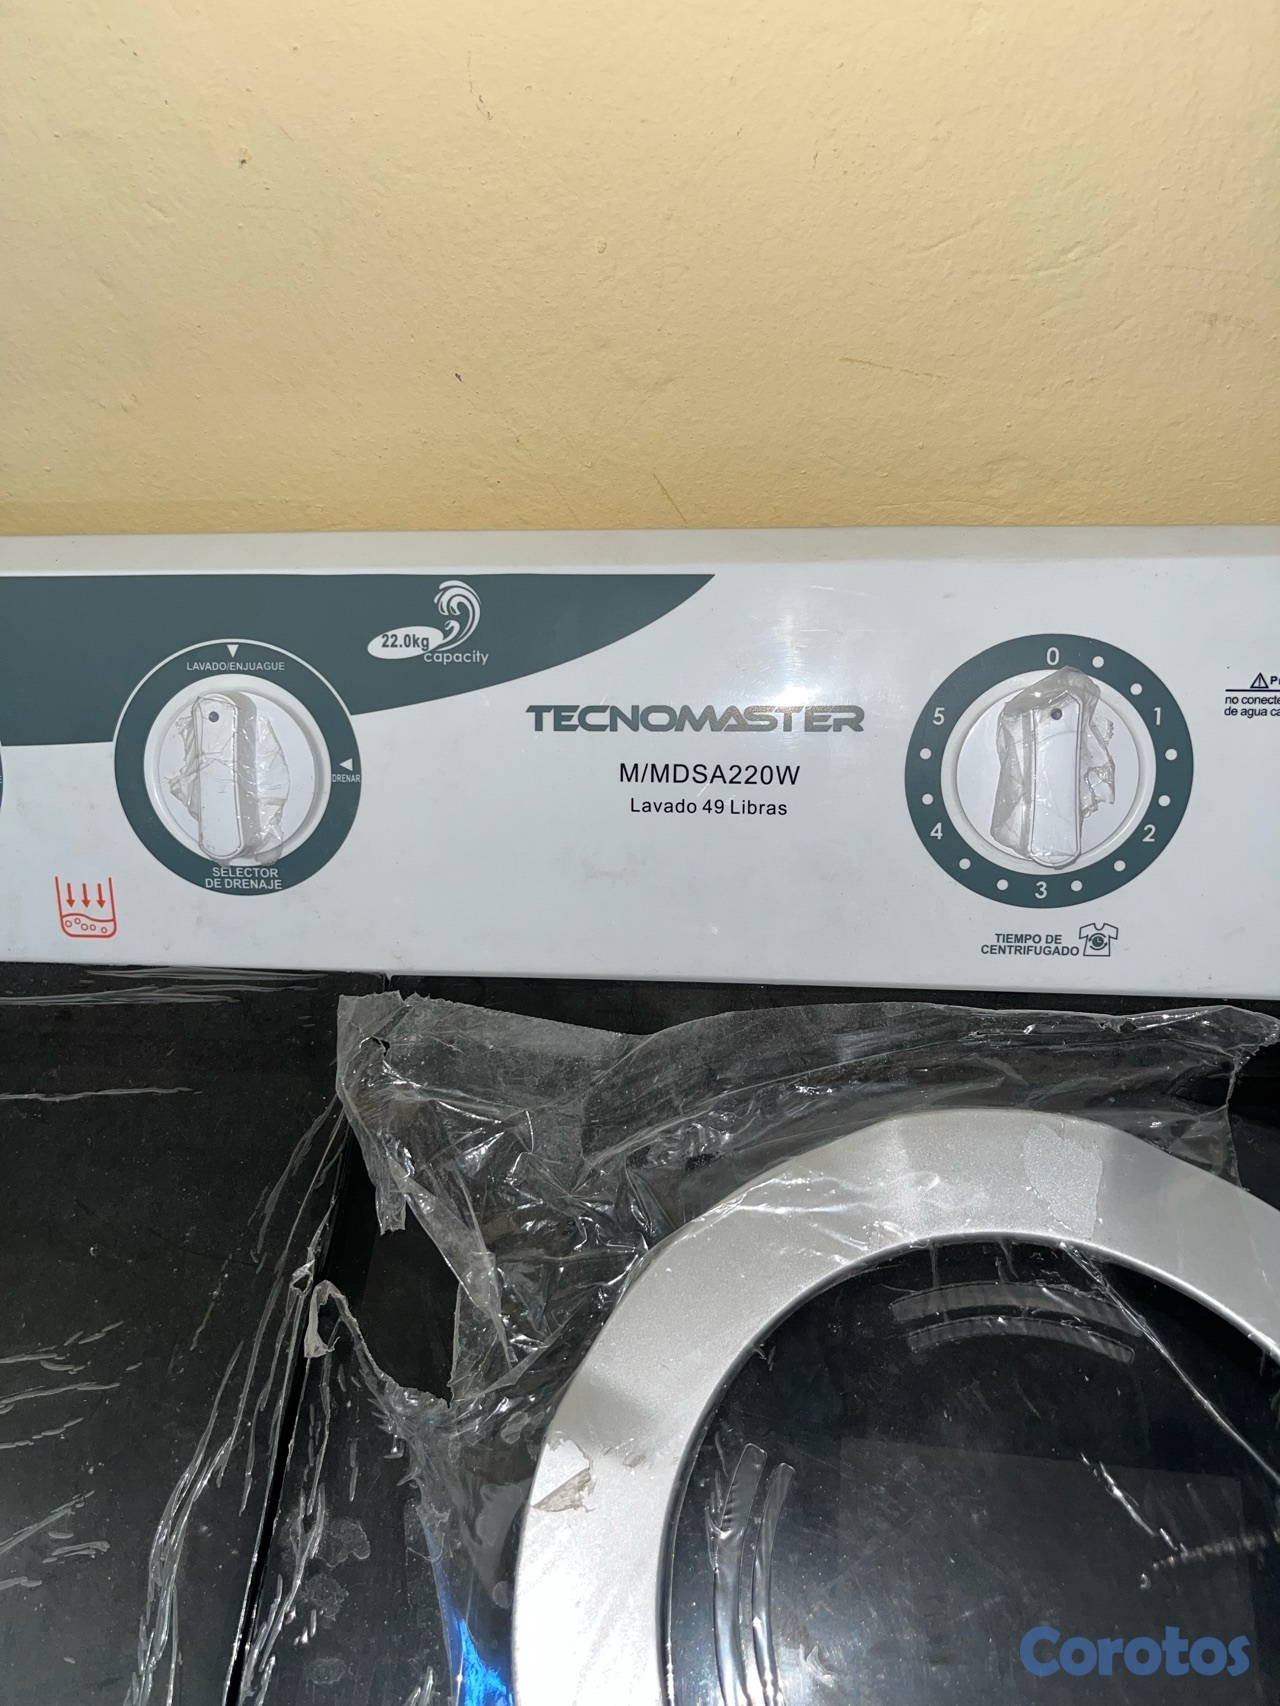 LAVADO/ENJUAGUE
22.0kg
capacity
DRENAR
SELECTOR
DE DRENAJE
TECNOMASTER
M/MDSA220W
Lavado 49 Libras
0
1
2
3
4
5
TIEMPO DE
CENTRIFUGADO
no conecte
de agua ca
Corotos